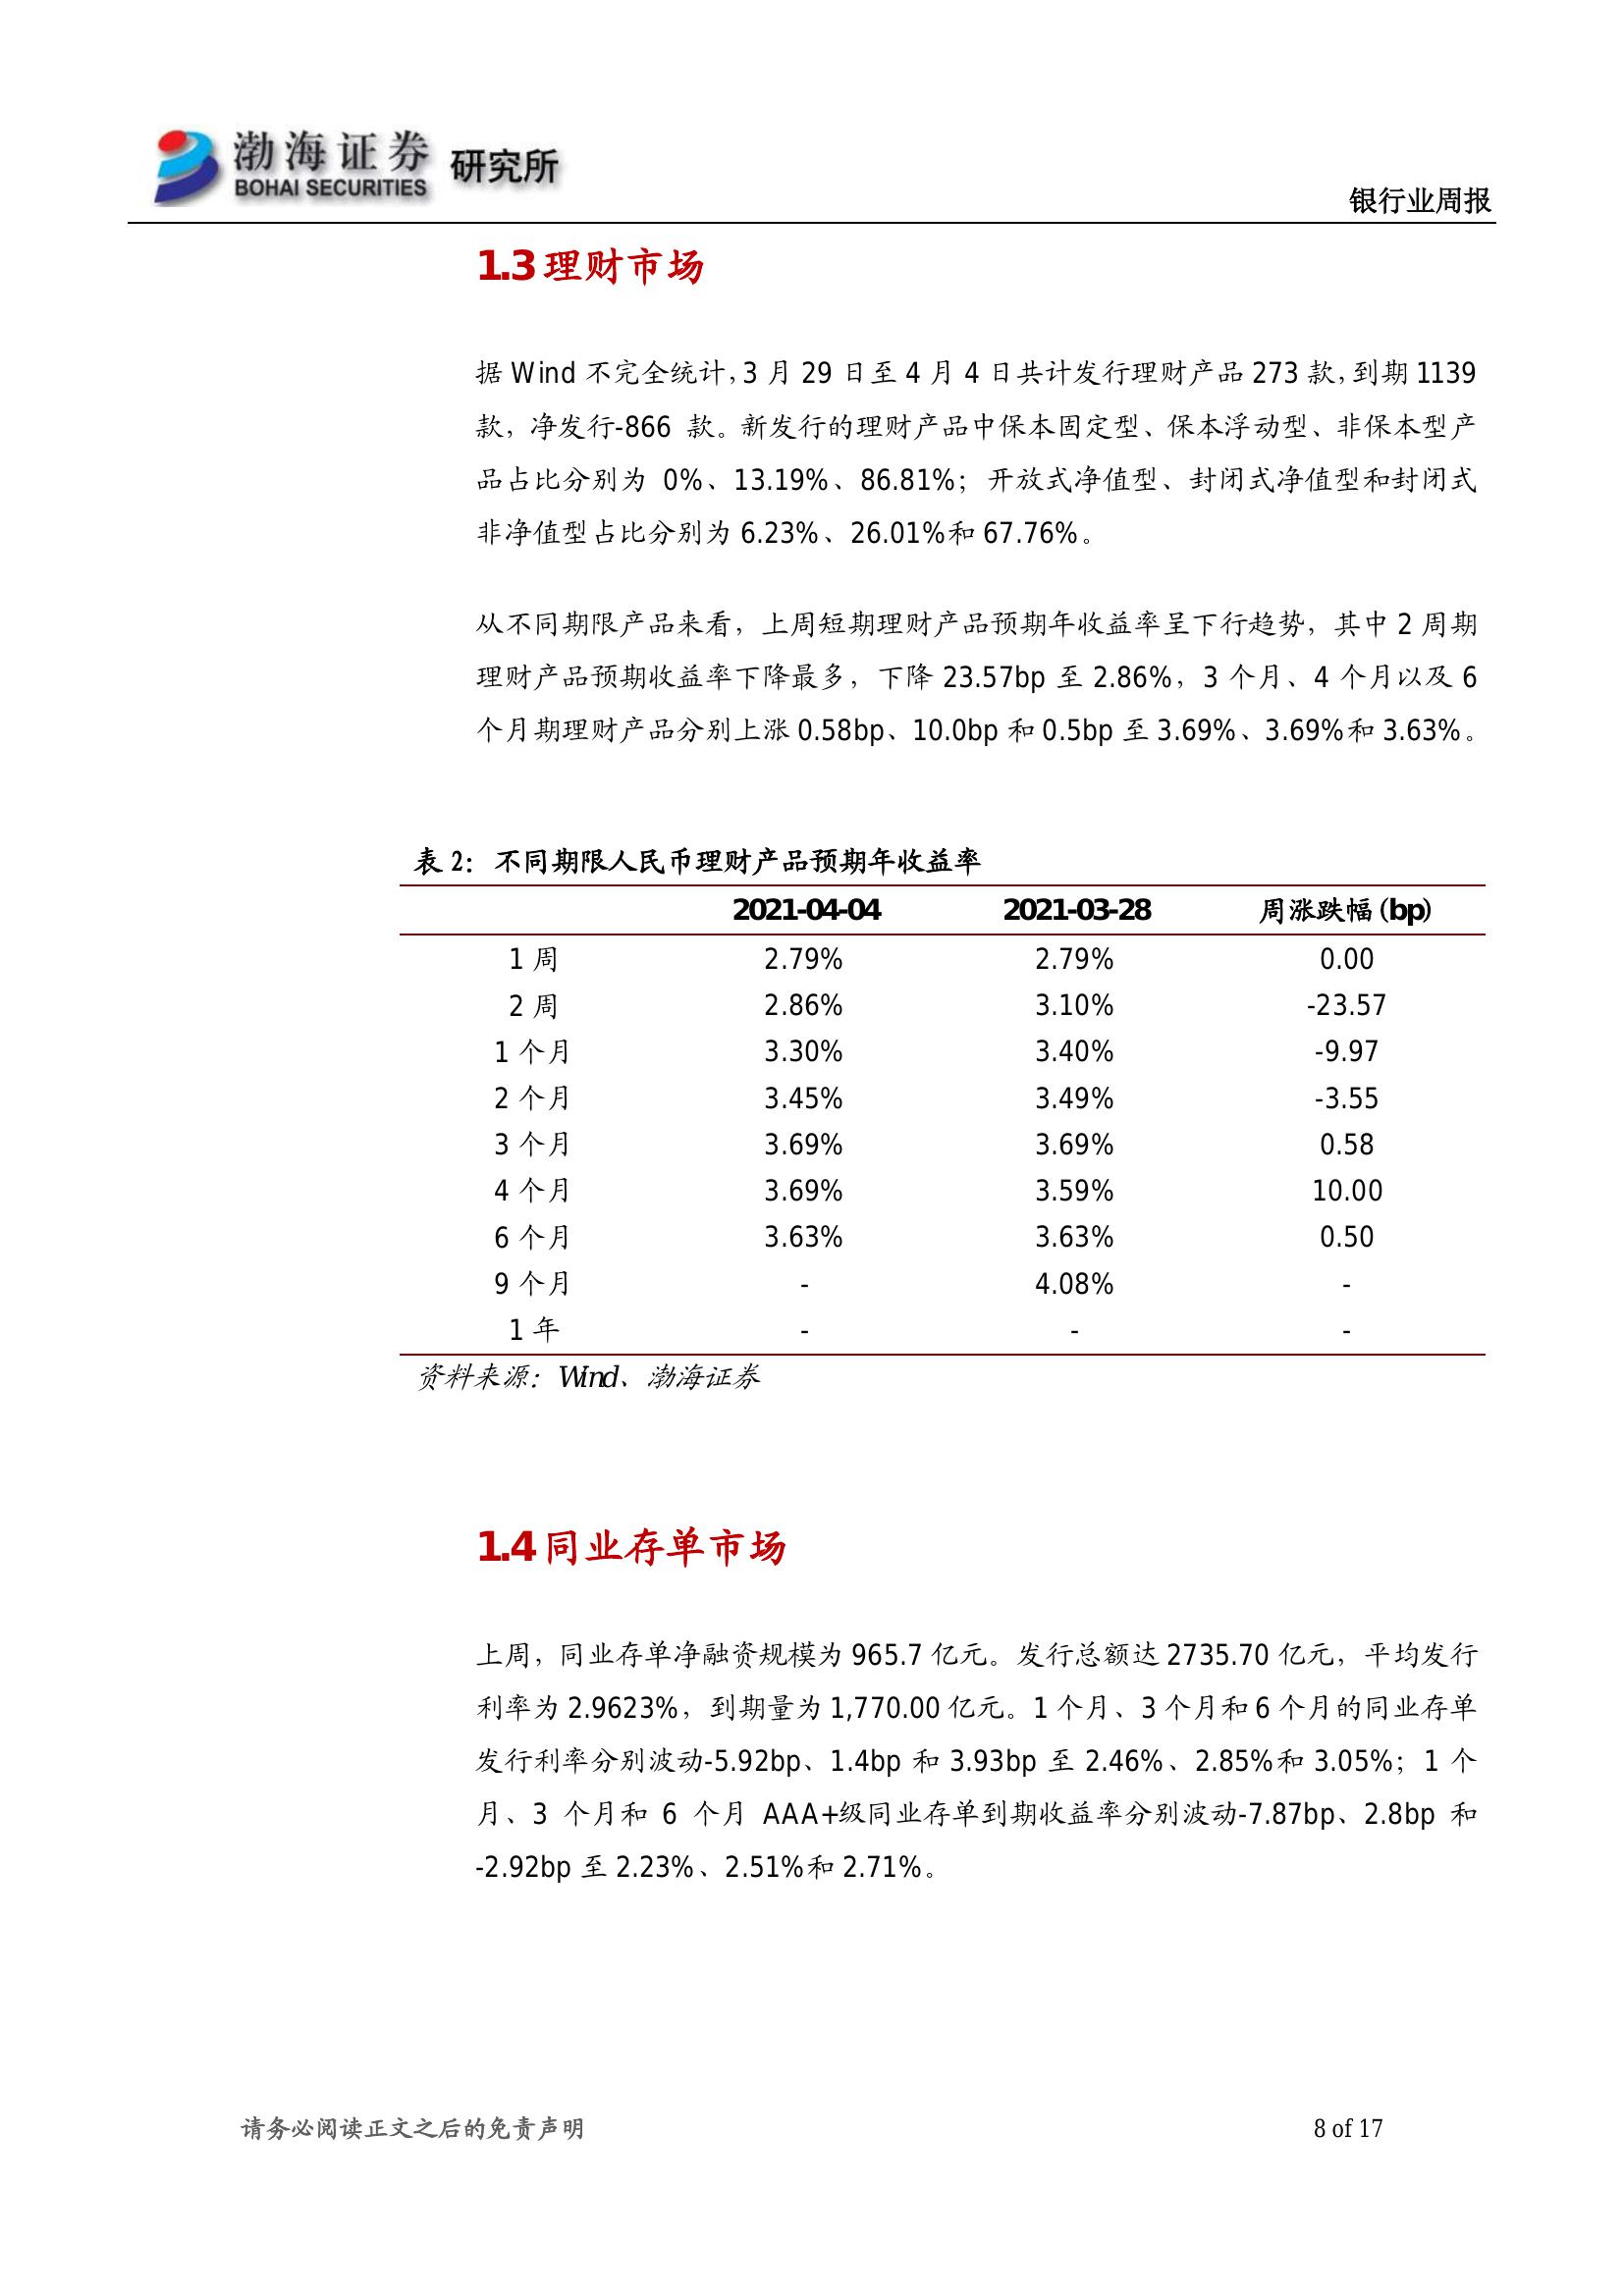 渤海证券 研究所
BOHAI SECURITIES
银行业周报
1.3 理财市场
据 Wind 不完全统计，3 月 29 日至 4 月 4 日共计发行理财产品 273 款，到期 1139
款，净发行-866 款。新发行的理财产品中保本固定型、保本浮动型、非保本型产
品占比分别为 0%、13.19%、86.81%；开放式净值型、封闭式净值型和封闭式
非净值型占比分别为 6.23%、26.01%和 67.76%。
从不同期限产品来看，上周短期理财产品预期年收益率呈下行趋势，其中 2 周期
理财产品预期收益率下降最多，下降 23.57bp 至 2.86%，3 个月、4 个月以及 6
个月期理财产品分别上涨 0.58bp、10.0bp 和 0.5bp 至 3.69%、3.69%和 3.63%。
表 2：不同期限人民币理财产品预期年收益率
2021-04-04 2021-03-28 周涨跌幅(bp)
1 周 2.79% 2.79% 0.00
2 周 2.86% 3.10% -23.57
1 个月 3.30% 3.40% -9.97
2 个月 3.45% 3.49% -3.55
3 个月 3.69% 3.69% 0.58
4 个月 3.69% 3.59% 10.00
6 个月 3.63% 3.63% 0.50
9 个月 - 4.08% -
1 年 - - -
资料来源：Wind、渤海证券
1.4 同业存单市场
上周，同业存单净融资规模为 965.7 亿元。发行总额达 2735.70 亿元，平均发行
利率为 2.9623%，到期量为 1,770.00 亿元。1 个月、3 个月和 6 个月的同业存单
发行利率分别波动-5.92bp、1.4bp 和 3.93bp 至 2.46%、2.85%和 3.05%；1 个
月、3 个月和 6 个月 AAA+级同业存单到期收益率分别波动-7.87bp、2.8bp 和
-2.92bp 至 2.23%、2.51%和 2.71%。
请务必阅读正文之后的免责声明 8 of 17